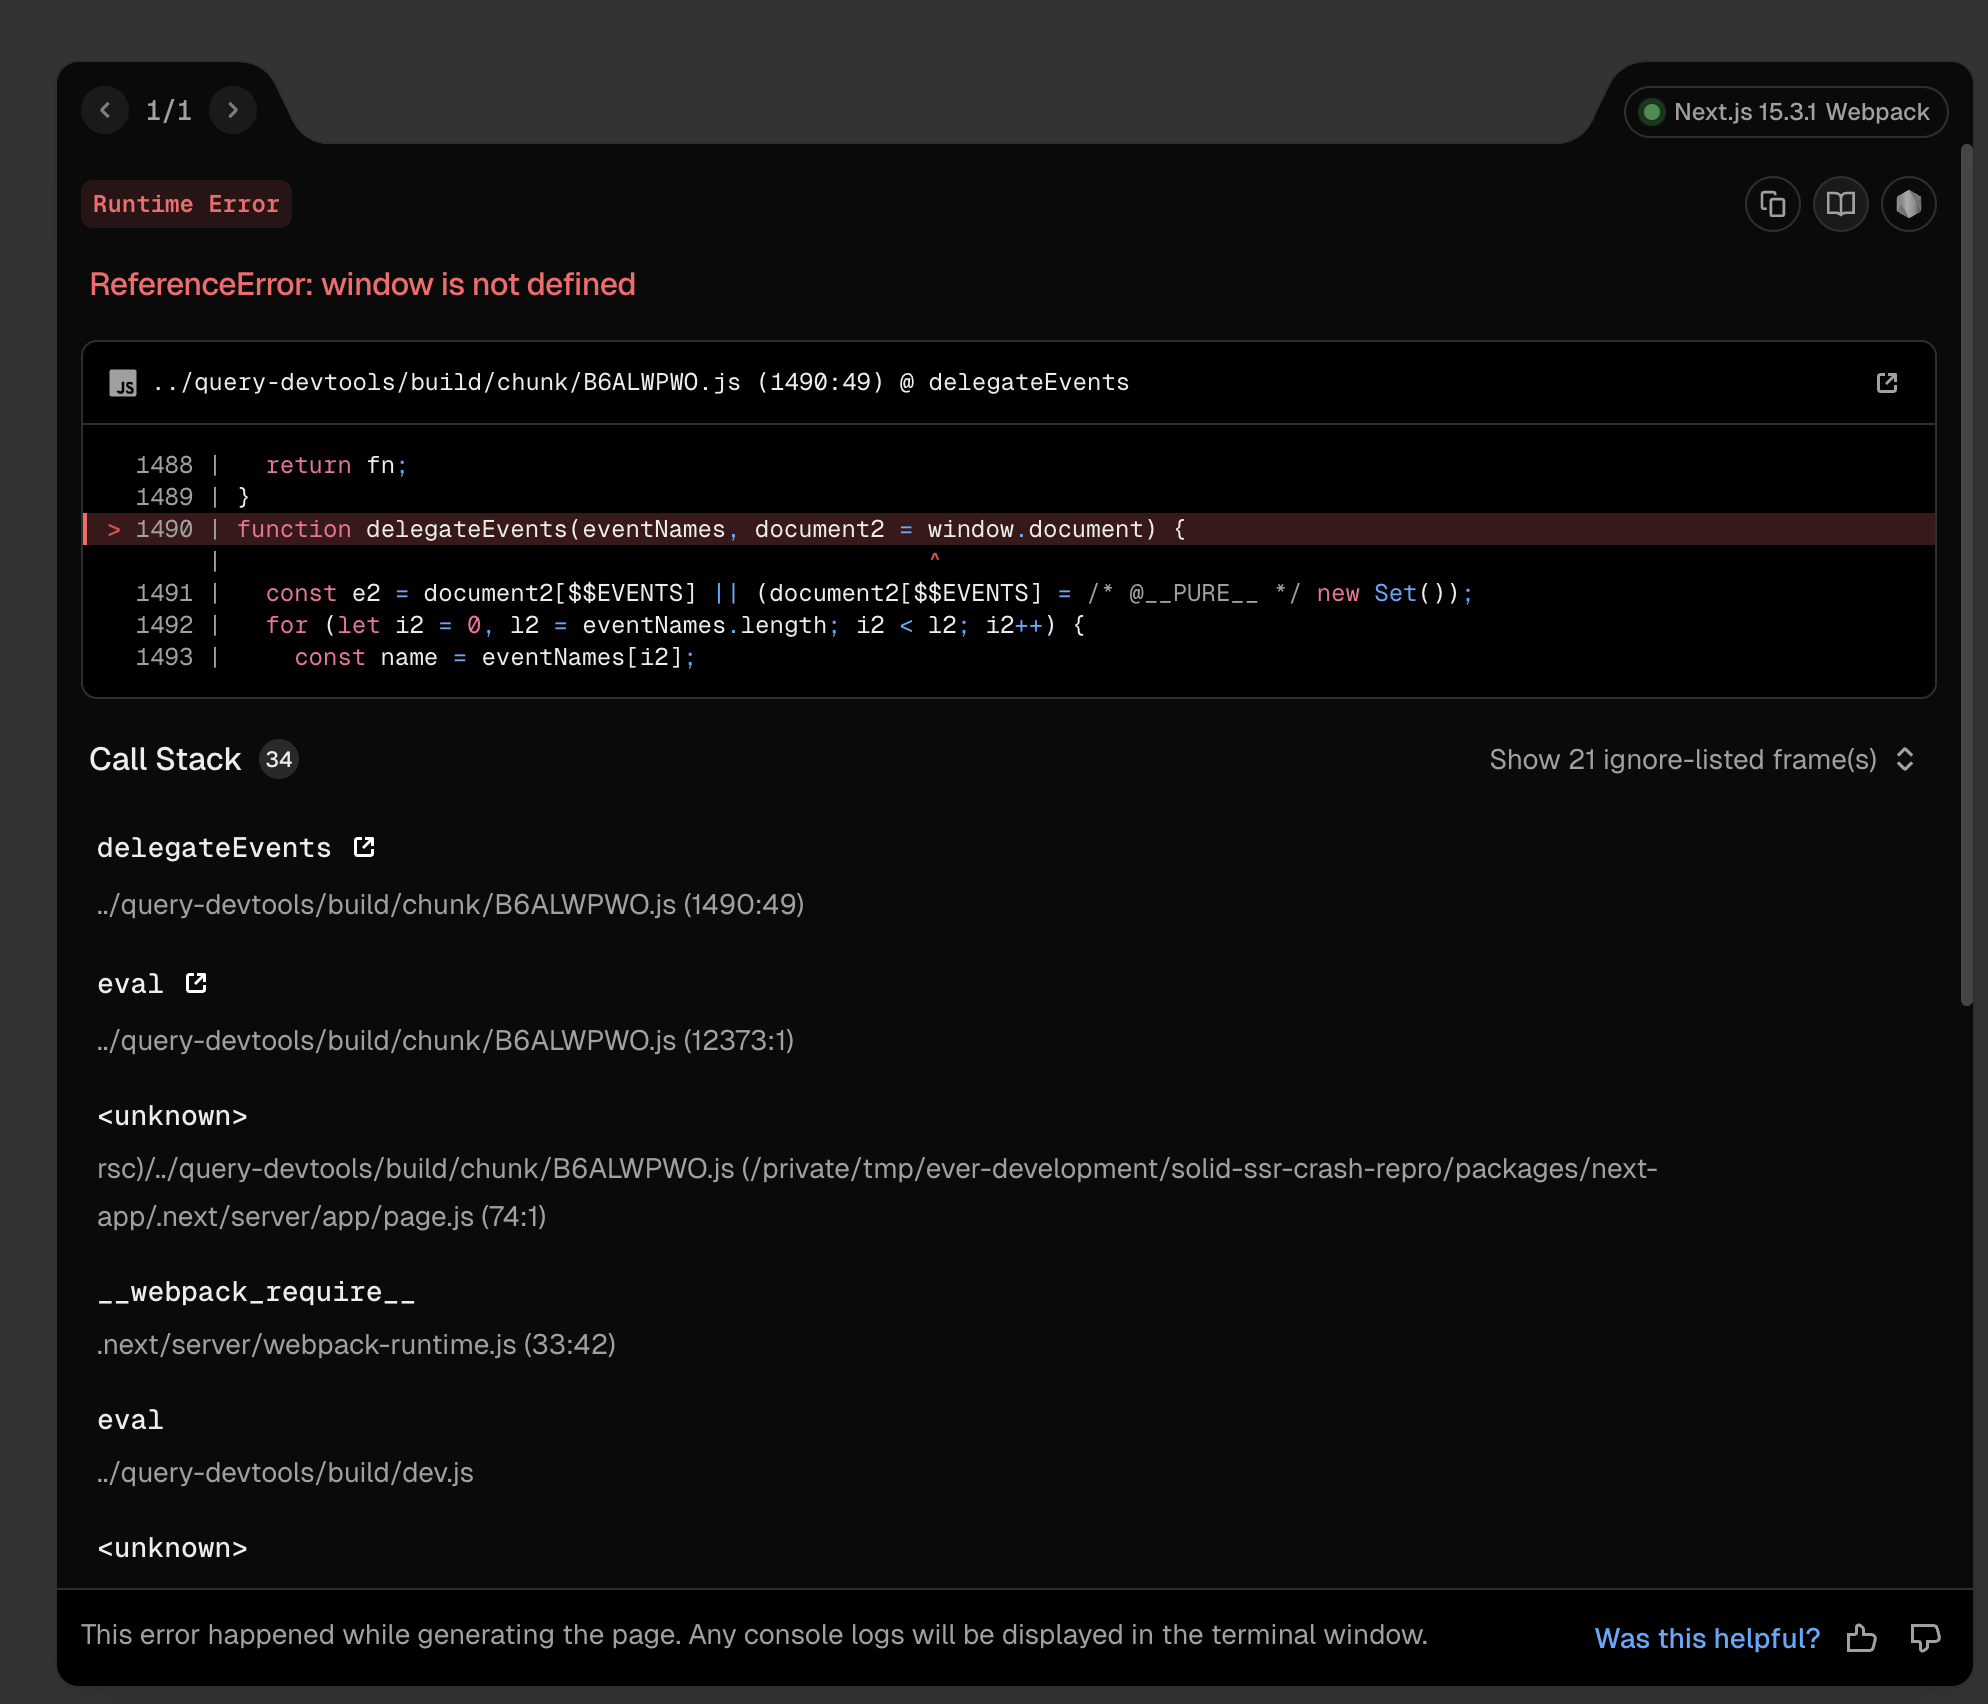 1/1
Next.js 15.3.1 Webpack
Runtime Error
ReferenceError: window is not defined
JS ../query-devtools/build/chunk/B6ALWPWO.js (1490:49) @ delegateEvents
1488 |   return fn;
1489 | }
> 1490 | function delegateEvents(eventNames, document2 = window.document) {
|                                                 ^
1491 |   const e2 = document2[$$EVENTS] || (document2[$$EVENTS] = /* @__PURE__ */ new Set());
1492 |   for (let i2 = 0, l2 = eventNames.length; i2 < l2; i2++) {
1493 |     const name = eventNames[i2];
Call Stack 34
Show 21 ignore-listed frame(s)
delegateEvents
../query-devtools/build/chunk/B6ALWPWO.js (1490:49)
eval
../query-devtools/build/chunk/B6ALWPWO.js (12373:1)
<unknown>
rsc)/../query-devtools/build/chunk/B6ALWPWO.js (/private/tmp/ever-development/solid-ssr-crash-repro/packages/next-
app/.next/server/app/page.js (74:1)
__webpack_require__
.next/server/webpack-runtime.js (33:42)
eval
../query-devtools/build/dev.js
<unknown>
This error happened while generating the page. Any console logs will be displayed in the terminal window.
Was this helpful?